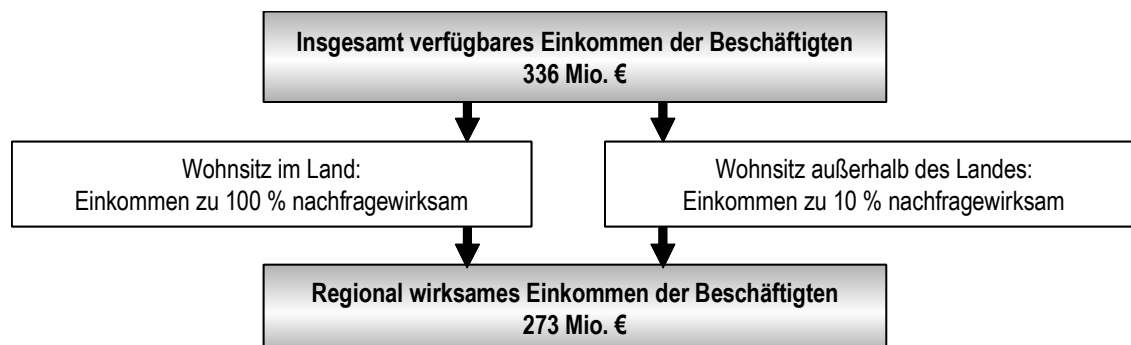 Insgesamt verfügbares Einkommen der Beschäftigten
336 Mio. €
Wohnsitz im Land:
Einkommen zu 100 % nachfragewirksam
Wohnsitz außerhalb des Landes:
Einkommen zu 10 % nachfragewirksam
Regional wirksames Einkommen der Beschäftigten
273 Mio. €